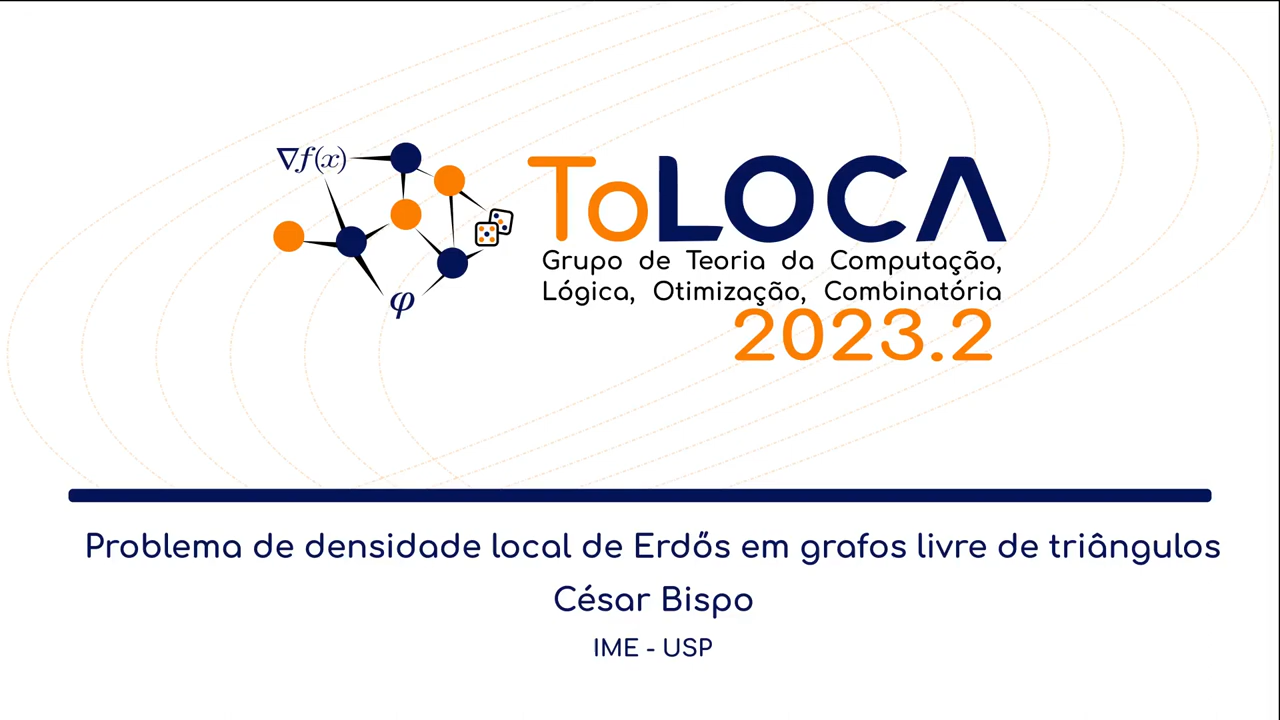 ∇f(x)
φ
ToLOCA
Grupo de Teoria da Computação,
Lógica, Otimização, Combinatória
2023.2
Problema de densidade local de Erdős em grafos livre de triângulos
César Bispo
IME - USP